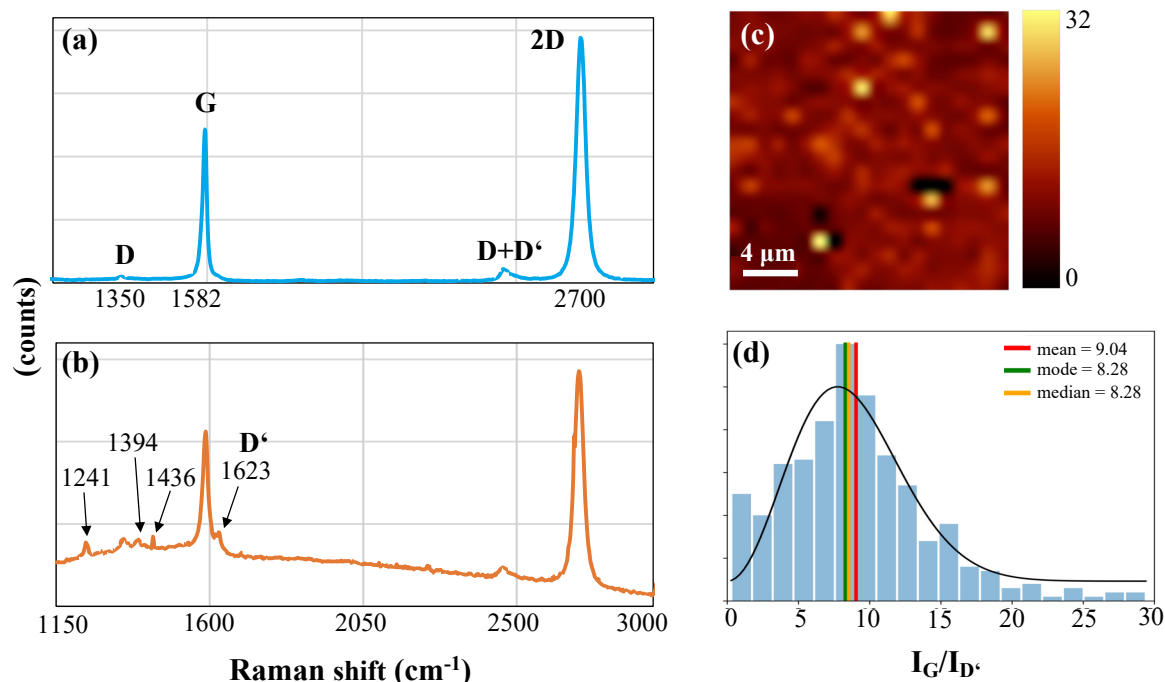 (a)
2D
G
D
D+D‘
1350 1582 2700
(counts)
(b)
1241
1394
1436
D‘
1623
1150 1600 2050 2500 3000
Raman shift (cm-1)
(c)
4 µm
32
0
(d)
mean = 9.04
mode = 8.28
median = 8.28
0 5 10 15 20 25 30
IG/ID‘